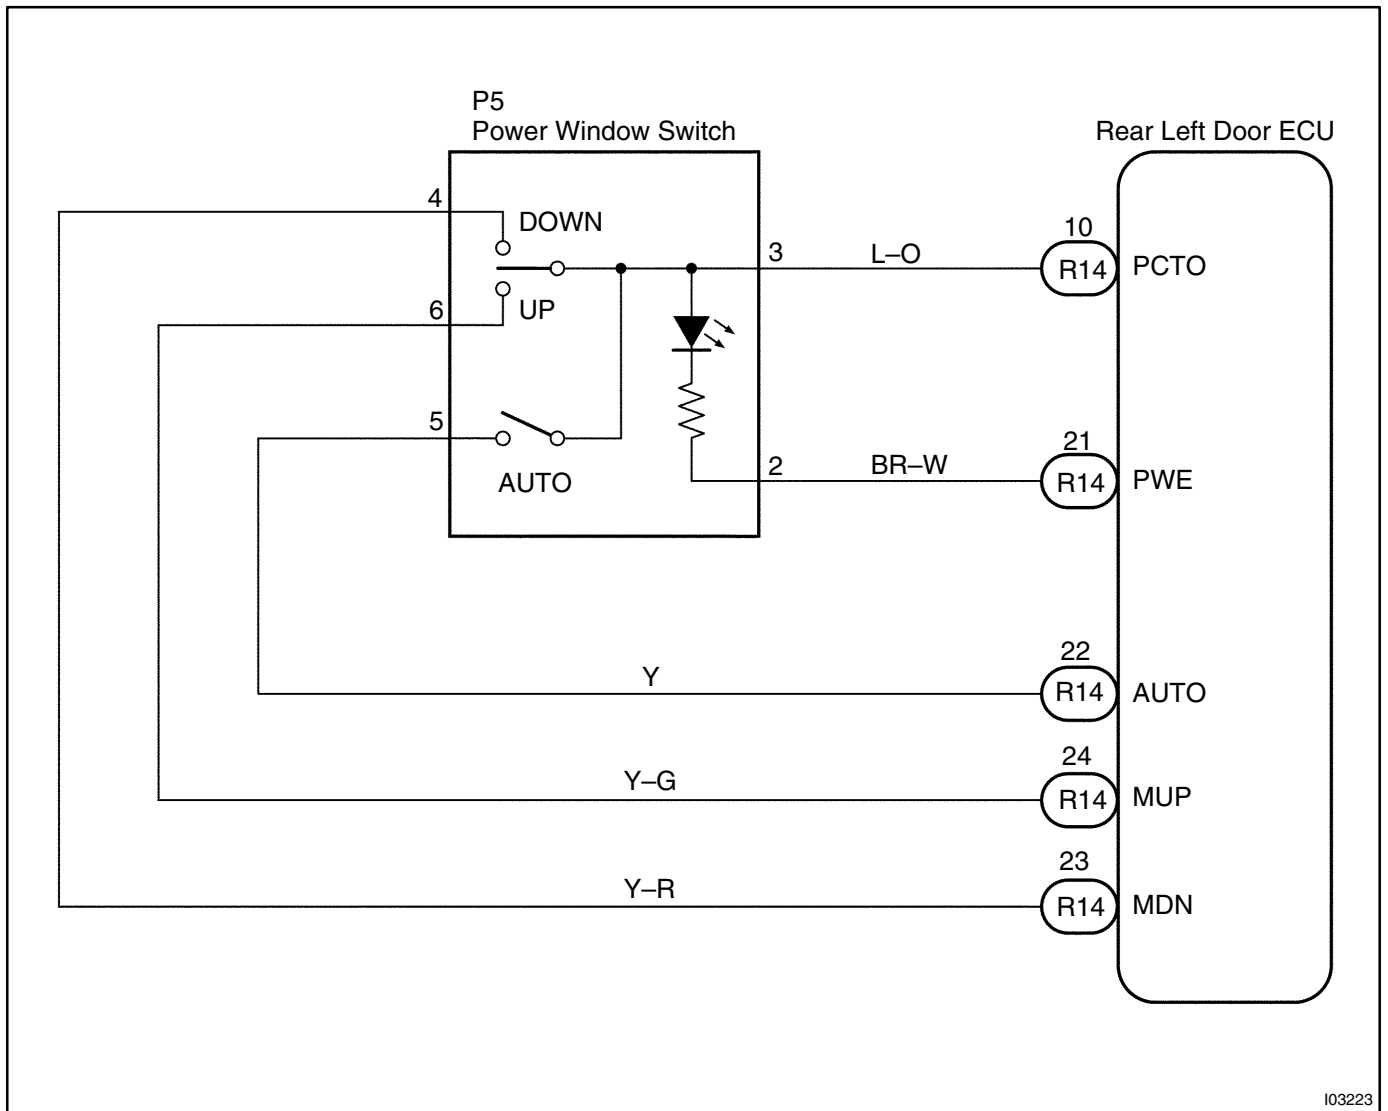 P5
Power Window Switch
Rear Left Door ECU
4
DOWN
3
L–O
10
R14
PCTO
6
UP
5
AUTO
2
BR–W
21
R14
PWE
Y
22
R14
AUTO
Y–G
24
R14
MUP
Y–R
23
R14
MDN
I03223